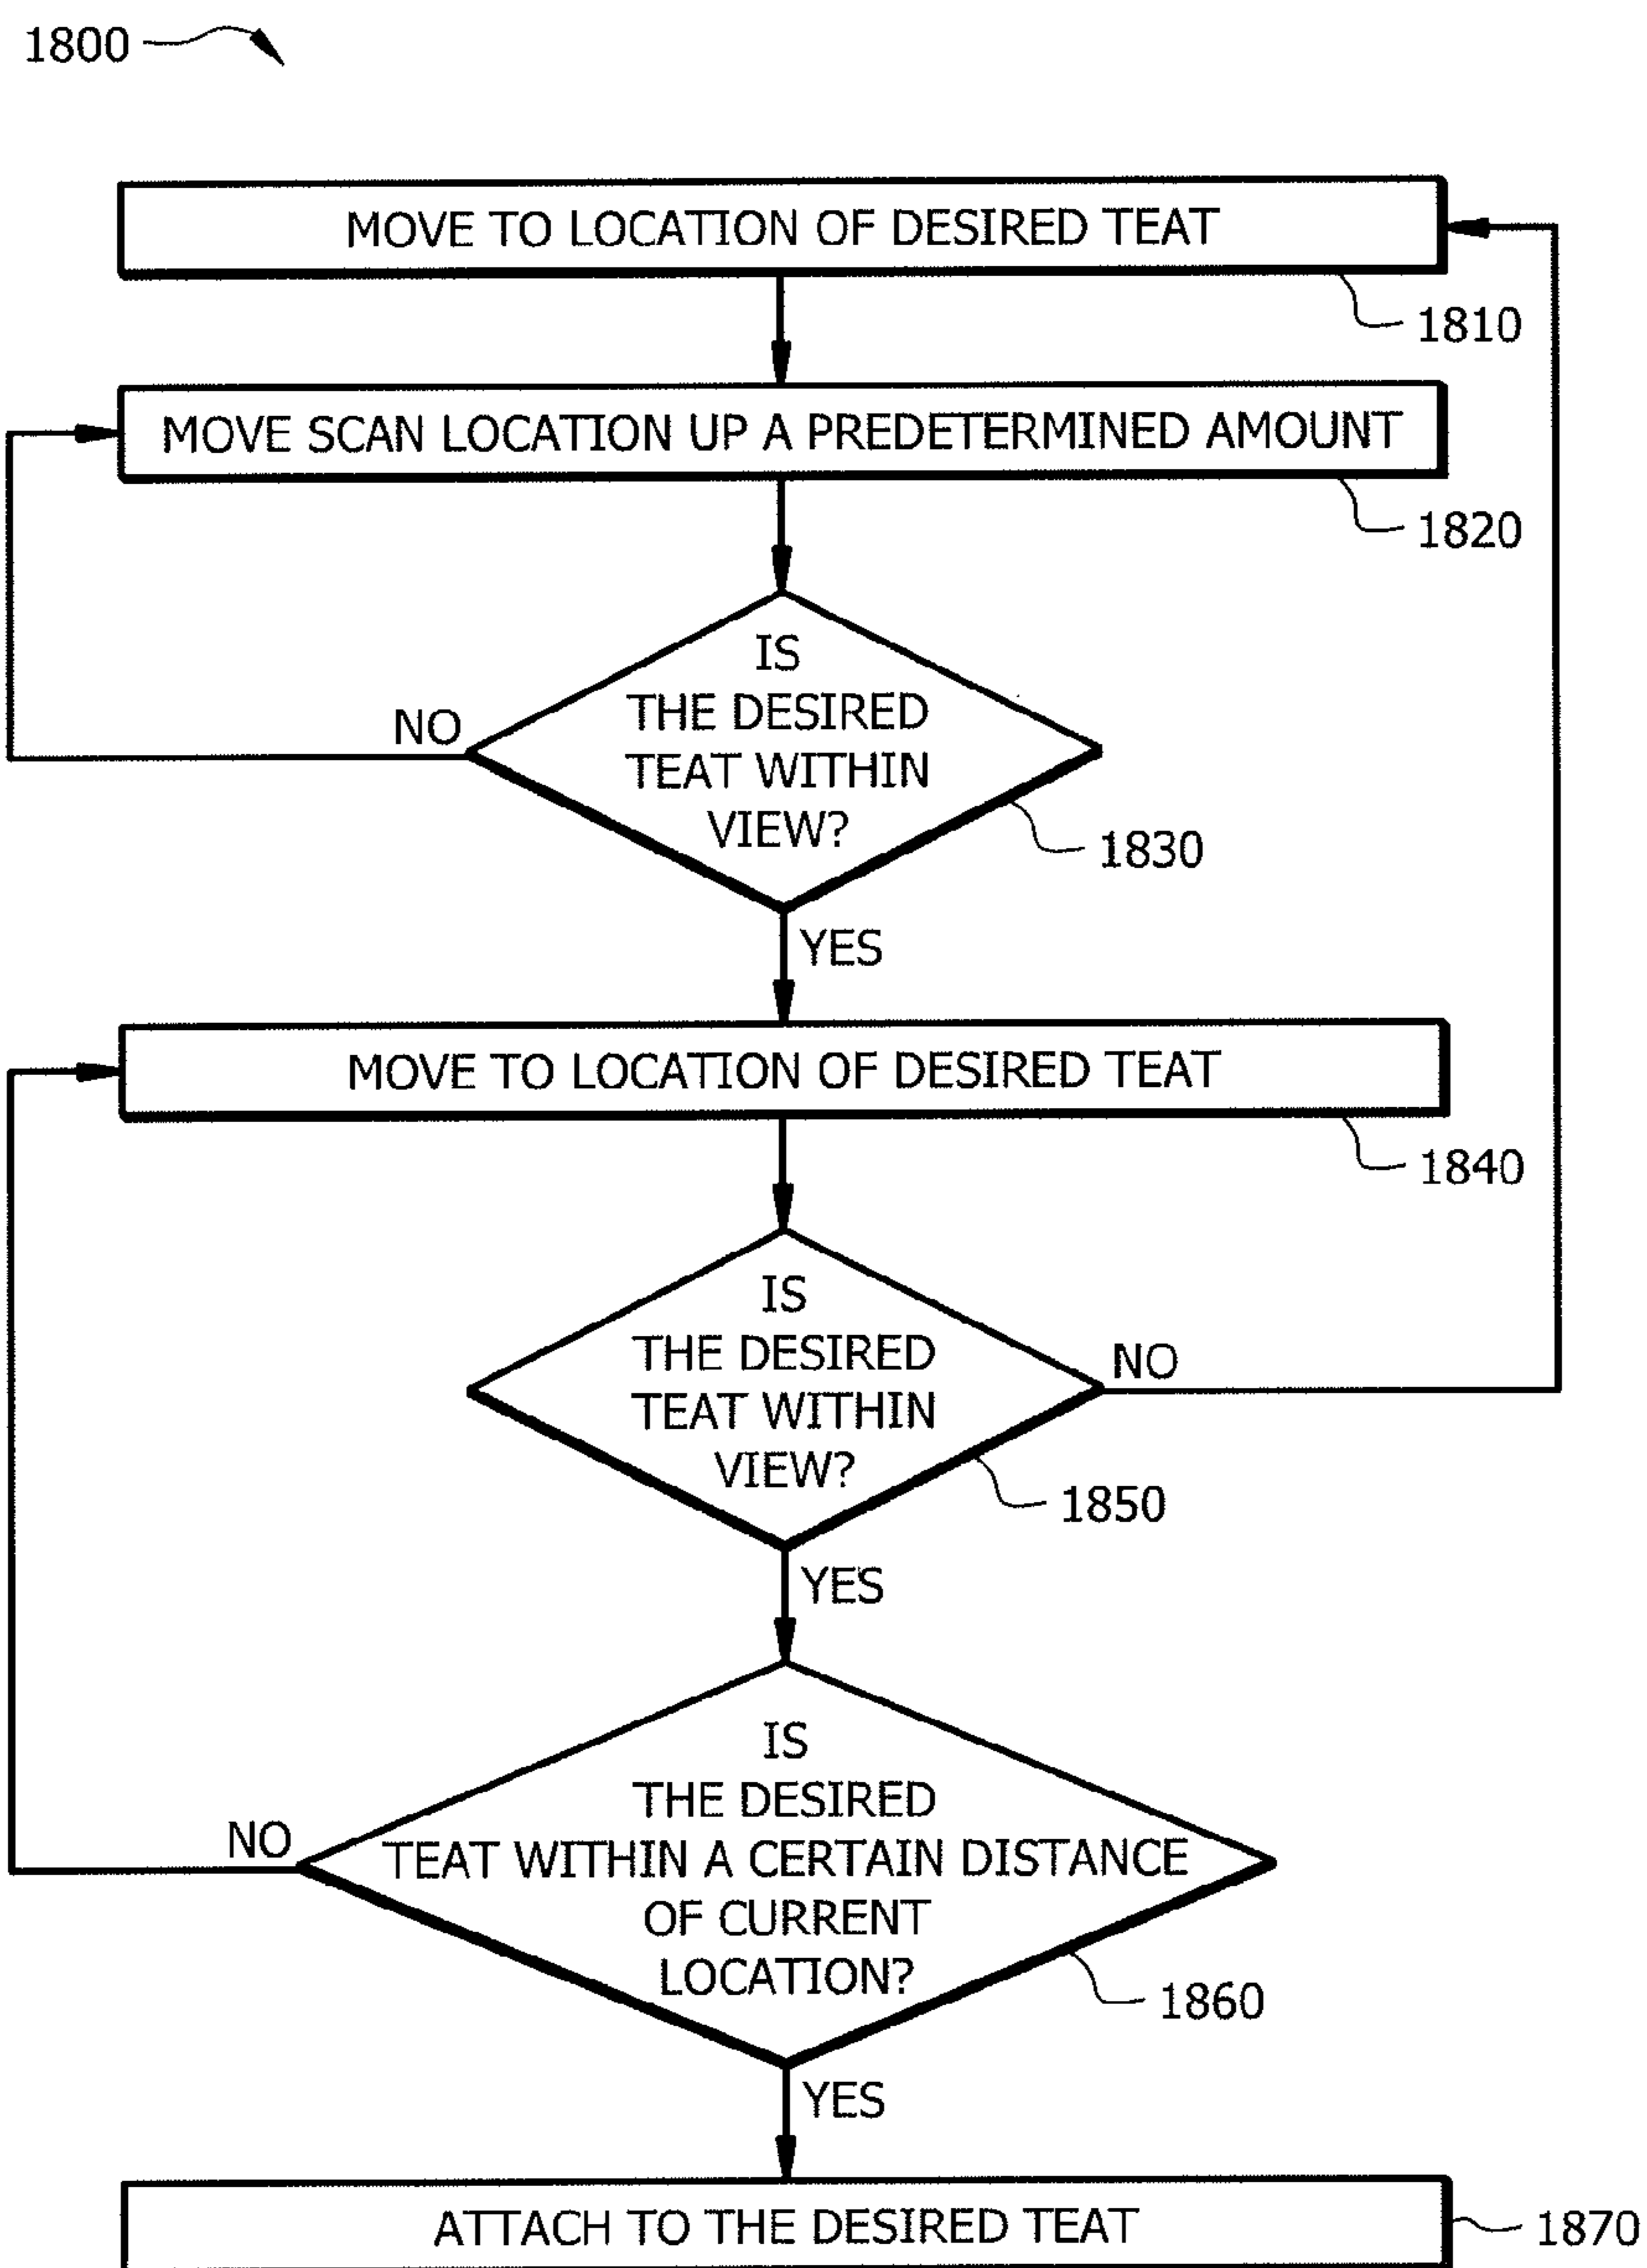 1800
MOVE TO LOCATION OF DESIRED TEAT
1810
MOVE SCAN LOCATION UP A PREDETERMINED AMOUNT
1820
IS
THE DESIRED
TEAT WITHIN
VIEW?
NO
1830
YES
MOVE TO LOCATION OF DESIRED TEAT
1840
IS
THE DESIRED
TEAT WITHIN
VIEW?
NO
1850
YES
IS
THE DESIRED
TEAT WITHIN A CERTAIN DISTANCE
OF CURRENT
LOCATION?
NO
1860
YES
ATTACH TO THE DESIRED TEAT
1870